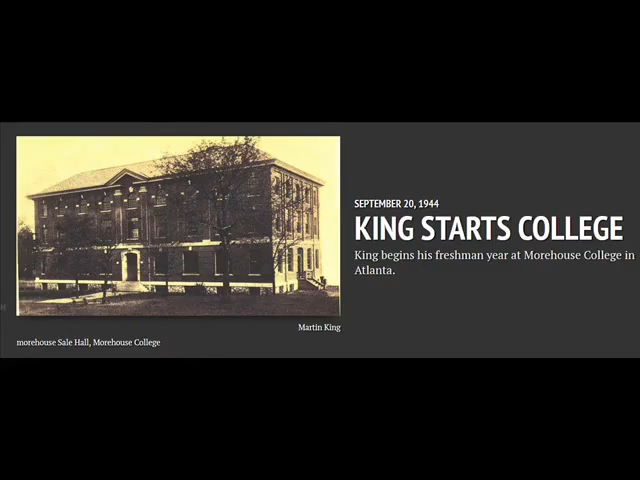 SEPTEMBER 20, 1944
KING STARTS COLLEGE
King begins his freshman year at Morehouse College in
Atlanta.
Martin King
morehouse Sale Hall, Morehouse College